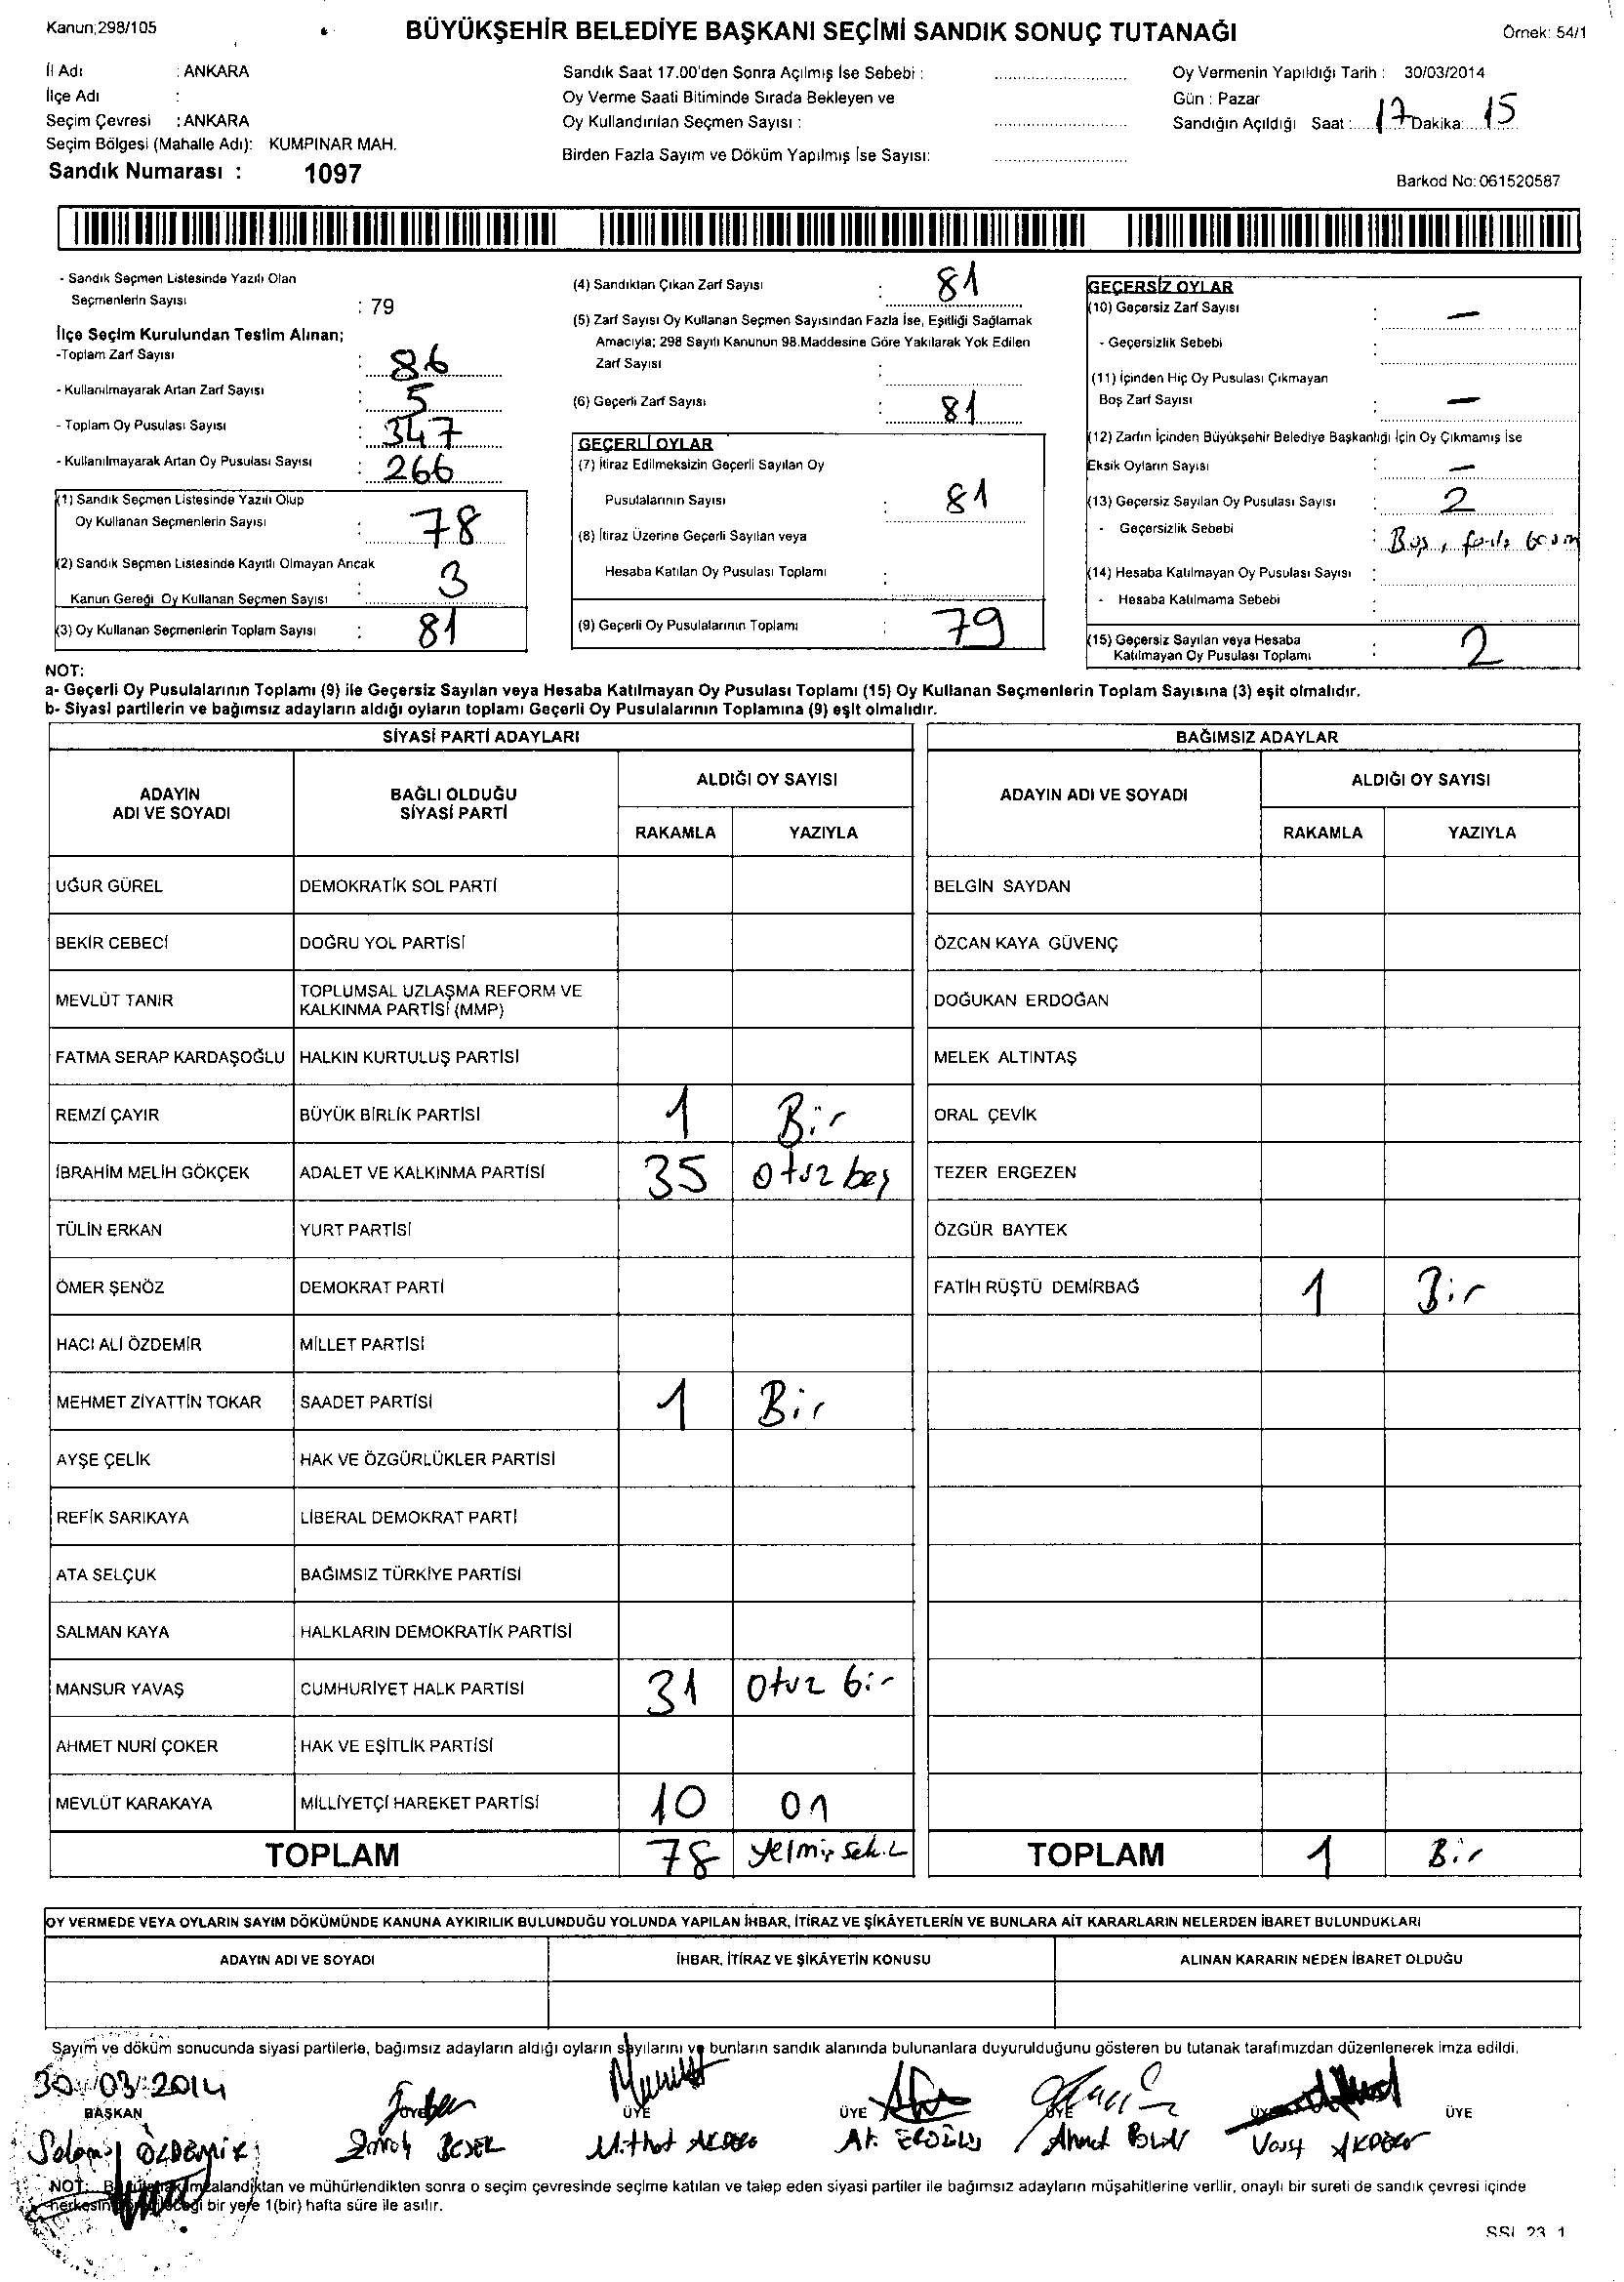 Kanun;298/105
BÜYÜKŞEHİR BELEDİYE BAŞKANI SEÇİMİ SANDIK SONUÇ TUTANAĞI
Örnek: 54/1
İl Adı : ANKARA
İlçe Adı :
Seçim Çevresi : ANKARA
Seçim Bölgesi (Mahalle Adı): KUMPINAR MAH.
Sandık Numarası : 1097
Sandık Saat 17.00'den Sonra Açılmış İse Sebebi :
Oy Verme Saati Bitiminde Sırada Bekleyen ve
Oy Kullandırılan Seçmen Sayısı :
Birden Fazla Sayım ve Döküm Yapılmış İse Sayısı:
Oy Vermenin Yapıldığı Tarih : 30/03/2014
Gün : Pazar
Sandığın Açıldığı Saat : 17 Dakika: 15
Barkod No: 061520587
- Sandık Seçmen Listesinde Yazılı Olan
Seçmenlerin Sayısı : 79
İlçe Seçim Kurulundan Teslim Alınan;
-Toplam Zarf Sayısı : 86
- Kullanılmayarak Artan Zarf Sayısı : 5
- Toplam Oy Pusulası Sayısı : 347
- Kullanılmayarak Artan Oy Pusulası Sayısı : 266
(1) Sandık Seçmen Listesinde Yazılı Olup
Oy Kullanan Seçmenlerin Sayısı : 78
(2) Sandık Seçmen Listesinde Kayıtlı Olmayan Ancak
Kanun Gereği Oy Kullanan Seçmen Sayısı : 3
(3) Oy Kullanan Seçmenlerin Toplam Sayısı : 81
(4) Sandıktan Çıkan Zarf Sayısı : 81
(5) Zarf Sayısı Oy Kullanan Seçmen Sayısından Fazla İse, Eşitliği Sağlamak
Amacıyla; 298 Sayılı Kanunun 98.Maddesine Göre Yakılarak Yok Edilen
Zarf Sayısı :
(6) Geçerli Zarf Sayısı : 81
GEÇERLİ OYLAR
(7) İtiraz Edilmeksizin Geçerli Sayılan Oy
Pusulalarının Sayısı : 81
(8) İtiraz Üzerine Geçerli Sayılan veya
Hesaba Katılan Oy Pusulası Toplamı :
(9) Geçerli Oy Pusulalarının Toplamı : 79
GEÇERSİZ OYLAR
(10) Geçersiz Zarf Sayısı : —
- Geçersizlik Sebebi :
(11) İçinden Hiç Oy Pusulası Çıkmayan
Boş Zarf Sayısı : —
(12) Zarfın İçinden Büyükşehir Belediye Başkanlığı İçin Oy Çıkmamış İse
Eksik Oyların Sayısı : —
(13) Geçersiz Sayılan Oy Pusulası Sayısı : 2
- Geçersizlik Sebebi : Boş,
(14) Hesaba Katılmayan Oy Pusulası Sayısı :
- Hesaba Katılmama Sebebi :
(15) Geçersiz Sayılan veya Hesaba
Katılmayan Oy Pusulası Toplamı : 2
NOT:
a- Geçerli Oy Pusulalarının Toplamı (9) ile Geçersiz Sayılan veya Hesaba Katılmayan Oy Pusulası Toplamı (15) Oy Kullanan Seçmenlerin Toplam Sayısına (3) eşit olmalıdır.
b- Siyasi partilerin ve bağımsız adayların aldığı oyların toplamı Geçerli Oy Pusulalarının Toplamına (9) eşit olmalıdır.
SİYASİ PARTİ ADAYLARI
ADAYIN ADI VE SOYADI BAĞLI OLDUĞU SİYASİ PARTİ ALDIĞI OY SAYISI
RAKAMLA YAZIYLA
UĞUR GÜREL DEMOKRATİK SOL PARTİ
BEKİR CEBECİ DOĞRU YOL PARTİSİ
MEVLÜT TANIR TOPLUMSAL UZLAŞMA REFORM VE KALKINMA PARTİSİ (MMP)
FATMA SERAP KARDAŞOĞLU HALKIN KURTULUŞ PARTİSİ
REMZİ ÇAYIR BÜYÜK BİRLİK PARTİSİ 1 Bir
İBRAHİM MELİH GÖKÇEK ADALET VE KALKINMA PARTİSİ 35 otuz beş
TÜLİN ERKAN YURT PARTİSİ
ÖMER ŞENÖZ DEMOKRAT PARTİ
HACI ALİ ÖZDEMİR MİLLET PARTİSİ
MEHMET ZİYATTİN TOKAR SAADET PARTİSİ 1 Bir
AYŞE ÇELİK HAK VE ÖZGÜRLÜKLER PARTİSİ
REFİK SARIKAYA LİBERAL DEMOKRAT PARTİ
ATA SELÇUK BAĞIMSIZ TÜRKİYE PARTİSİ
SALMAN KAYA HALKLARIN DEMOKRATİK PARTİSİ
MANSUR YAVAŞ CUMHURİYET HALK PARTİSİ 31 Otuz bir
AHMET NURİ ÇOKER HAK VE EŞİTLİK PARTİSİ
MEVLÜT KARAKAYA MİLLİYETÇİ HAREKET PARTİSİ 10 On
TOPLAM 78 yetmiş sekiz
BAĞIMSIZ ADAYLAR
ADAYIN ADI VE SOYADI ALDIĞI OY SAYISI
RAKAMLA YAZIYLA
BELGİN SAYDAN
ÖZCAN KAYA GÜVENÇ
DOĞUKAN ERDOĞAN
MELEK ALTINTAŞ
ORAL ÇEVİK
TEZER ERGEZEN
ÖZGÜR BAYTEK
FATİH RÜŞTÜ DEMİRBAĞ 1 Bir
TOPLAM 1 Bir
OY VERMEDE VEYA OYLARIN SAYIM DÖKÜMÜNDE KANUNA AYKIRILIK BULUNDUĞU YOLUNDA YAPILAN İHBAR, İTİRAZ VE ŞİKÂYETLERİN VE BUNLARA AİT KARARLARIN NELERDEN İBARET BULUNDUKLARI
ADAYIN ADI VE SOYADI İHBAR, İTİRAZ VE ŞİKÂYETİN KONUSU ALINAN KARARIN NEDEN İBARET OLDUĞU
Sayım ve döküm sonucunda siyasi partilerle, bağımsız adayların aldığı oyların sayılarını ve bunların sandık alanında bulunanlara duyurulduğunu gösteren bu tutanak tarafımızdan düzenlenerek imza edildi.
30/03/2014
BAŞKAN ÜYE ÜYE ÜYE ÜYE ÜYE ÜYE
ÖZDEMİR Mithat Ahmet
NOT: alandıktan ve mühürlendikten sonra o seçim çevresinde seçime katılan ve talep eden siyasi partiler ile bağımsız adayların müşahitlerine verilir, onaylı bir sureti de sandık çevresi içinde
bir yere 1(bir) hafta süre ile asılır.